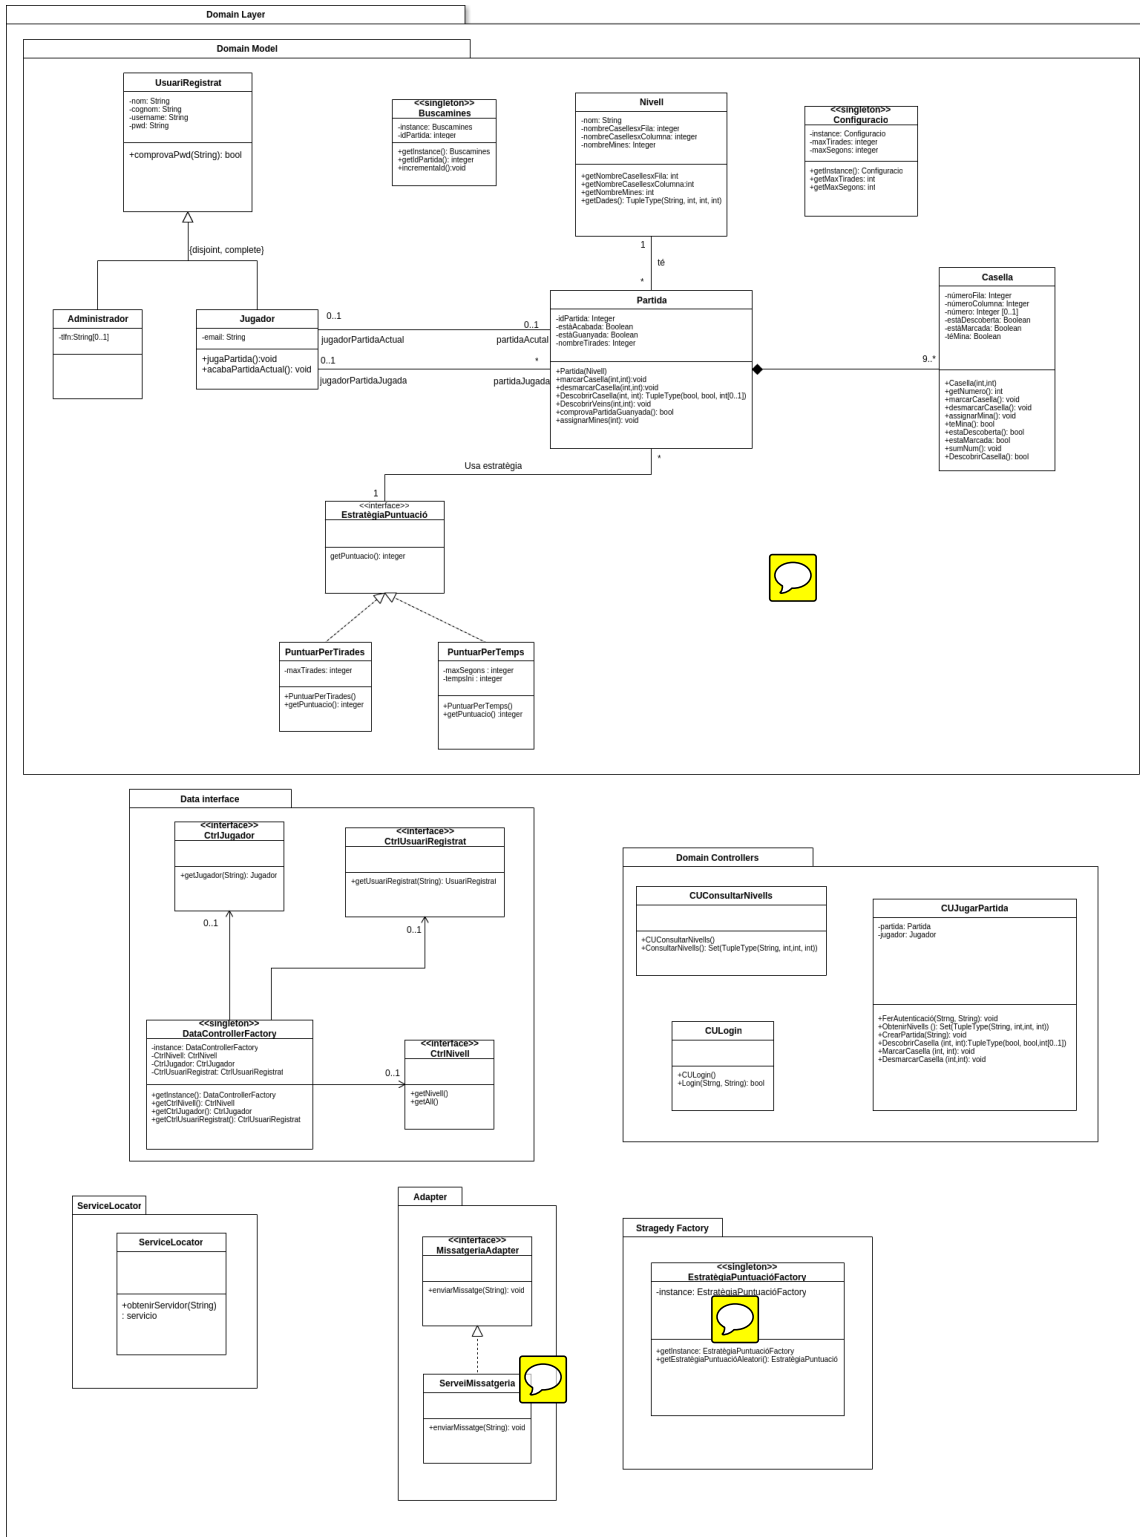 Domain Layer
Domain Model
UsuariRegistrat
-nom: String
-cognom: String
-username: String
-pwd: String
+comprovaPwd(String): bool
<<singleton>>
Buscamines
-instance: Buscamines
-idPartida: integer
+getInstance(): Buscamines
+getIdPartida(): integer
+incrementaId():void
Nivell
-nom: String
-nombreCasellesxFila: integer
-nombreCasellesxColumna: integer
-nombreMines: Integer
+getNombreCasellesxFila: int
+getNombreCasellesxColumna:int
+getNombreMines: int
+getDades(): TupleType(String, int, int, int)
<<singleton>>
Configuracio
-instance: Configuracio
-maxTirades: integer
-maxSegons: integer
+getInstance(): Configuracio
+getMaxTirades: int
+getMaxSegons: int
{disjoint, complete}
1
té
*
Administrador
-tlfn:String[0..1]
Jugador
-email: String
+jugaPartida():void
+acabaPartidaActual(): void
0..1
jugadorPartidaActual
0..1
partidaAcutal
0..1
jugadorPartidaJugada
*
partidaJugada
Partida
-idPartida: Integer
-estàAcabada: Boolean
-estàGuanyada: Boolean
-nombreTirades: Integer
+Partida(Nivell)
+marcarCasella(int,int):void
+desmarcarCasella(int,int):void
+DescobrirCasella(int, int): TupleType(bool, bool, int[0..1])
+DescobrirVeins(int,int): void
+comprovaPartidaGuanyada(): bool
+assignarMines(int): void
9..*
Casella
-númeroFila: Integer
-númeroColumna: Integer
-número: Integer [0..1]
-estàDescoberta: Boolean
-estàMarcada: Boolean
-téMina: Boolean
+Casella(int,int)
+getNumero(): int
+marcarCasella(): void
+desmarcarCasella(): void
+assignarMina(): void
+teMina(): bool
+estaDescoberta(): bool
+estaMarcada: bool
+sumNum(): void
+DescobrirCasella(): bool
*
Usa estratègia
1
<<interface>>
EstratègiaPuntuació
getPuntuacio(): integer
PuntuarPerTirades
-maxTirades: integer
+PuntuarPerTirades()
+getPuntuacio(): integer
PuntuarPerTemps
-maxSegons : integer
-tempsIni : integer
+PuntuarPerTemps()
+getPuntuacio() :integer
Data interface
<<interface>>
CtrlJugador
+getJugador(String): Jugador
<<interface>>
CtrlUsuariRegistrat
+getUsuariRegistrat(String): UsuariRegistrat
0..1
0..1
<<singleton>>
DataControllerFactory
-instance: DataControllerFactory
-CtrlNivell: CtrlNivell
-CtrlJugador: CtrlJugador
-CtrlUsuariRegistrat: CtrlUsuariRegistrat
+getInstance(): DataControllerFactory
+getCtrlNivell(): CtrlNivell
+getCtrlJugador(): CtrlJugador
+getCtrlUsuariRegistrat(): CtrlUsuariRegistrat
0..1
<<interface>>
CtrlNivell
+getNivell()
+getAll()
Domain Controllers
CUConsultarNivells
+CUConsultarNivells()
+ConsultarNivells(): Set(TupleType(String, int,int, int))
CUJugarPartida
-partida: Partida
-jugador: Jugador
+FerAutenticació(Strng, String): void
+ObtenirNivells (): Set(TupleType(String, int,int, int))
+CrearPartida(String): void
+DescobrirCasella (int, int):TupleType(bool, bool,int[0..1])
+MarcarCasella (int, int): void
+DesmarcarCasella (int,int): void
CULogin
+CULogin()
+Login(Strng, String): bool
ServiceLocator
ServiceLocator
+obtenirServidor(String)
: servicio
Adapter
<<interface>>
MissatgeriaAdapter
+enviarMissatge(String): void
ServeiMissatgeria
+enviarMissatge(String): void
Stragedy Factory
<<singleton>>
EstratègiaPuntuacióFactory
-instance: EstratègiaPuntuacióFactory
+getInstance: EstratègiaPuntuacióFactory
+getEstratègiaPuntuacióAleatori(): EstratègiaPuntuació